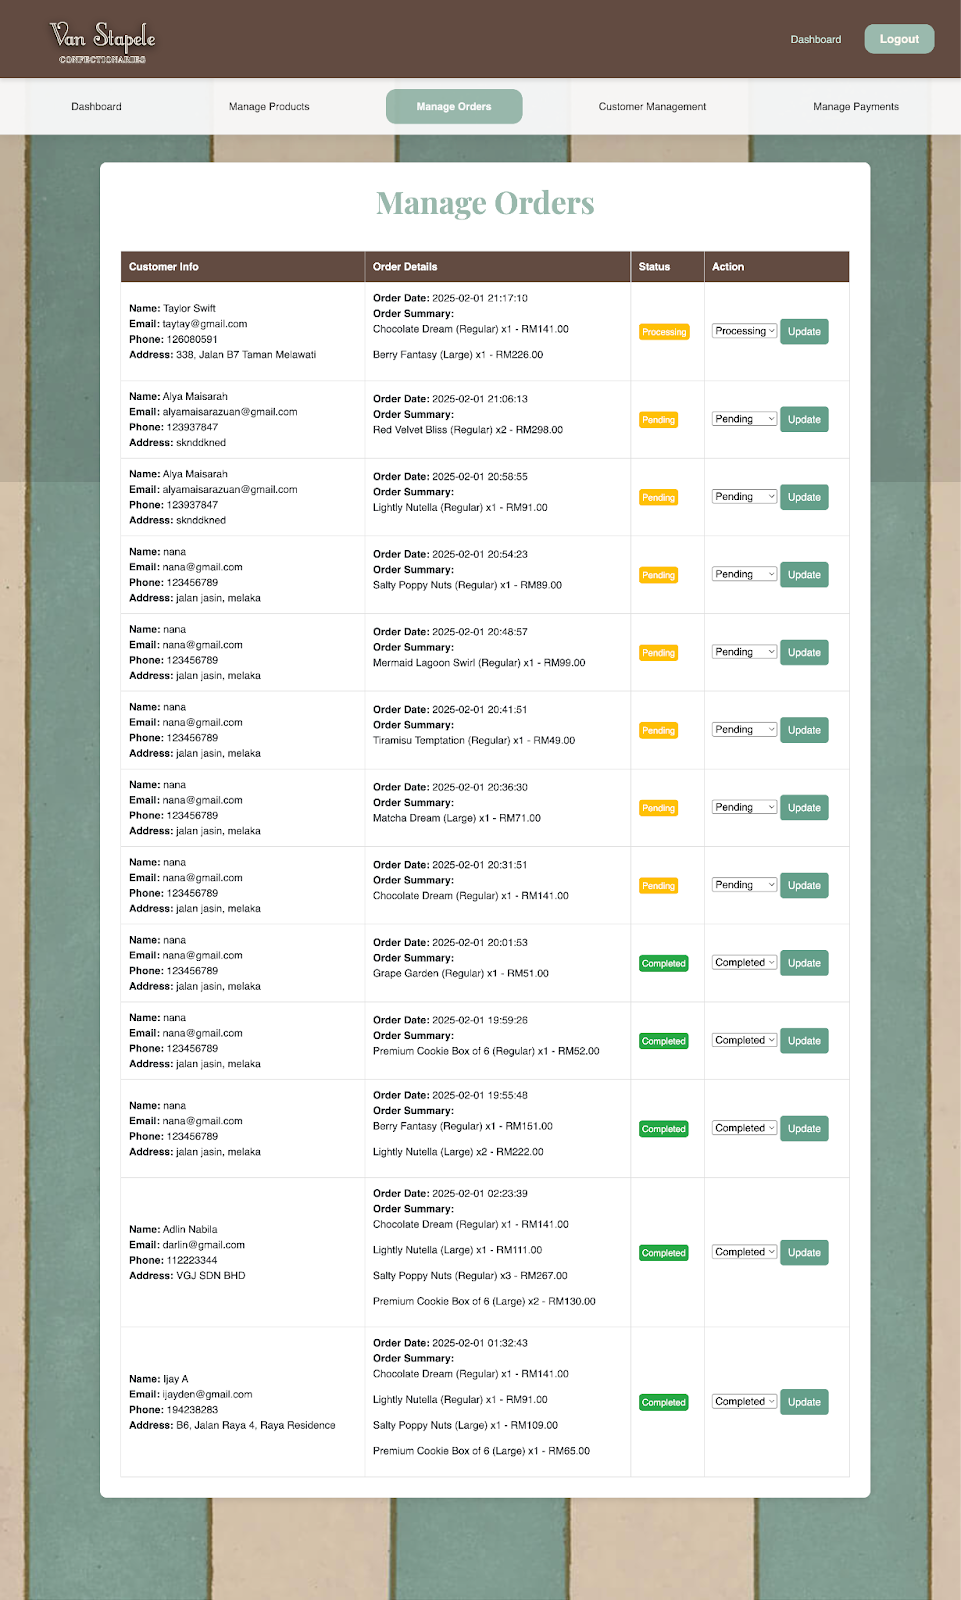 Van Stapele
CONFECTIONARIES
Dashboard
Logout
Dashboard
Manage Products
Manage Orders
Customer Management
Manage Payments
Manage Orders
Customer Info
Order Details
Status
Action
Name: Taylor Swift
Email: taytay@gmail.com
Phone: 126080591
Address: 338, Jalan B7 Taman Melawati
Order Date: 2025-02-01 21:17:10
Order Summary:
Chocolate Dream (Regular) x1 - RM141.00
Berry Fantasy (Large) x1 - RM226.00
Processing
Processing
Update
Name: Alya Maisarah
Email: alyamaisarazuan@gmail.com
Phone: 123937847
Address: sknddkned
Order Date: 2025-02-01 21:06:13
Order Summary:
Red Velvet Bliss (Regular) x2 - RM298.00
Pending
Pending
Update
Name: Alya Maisarah
Email: alyamaisarazuan@gmail.com
Phone: 123937847
Address: sknddkned
Order Date: 2025-02-01 20:58:55
Order Summary:
Lightly Nutella (Regular) x1 - RM91.00
Pending
Pending
Update
Name: nana
Email: nana@gmail.com
Phone: 123456789
Address: jalan jasin, melaka
Order Date: 2025-02-01 20:54:23
Order Summary:
Salty Poppy Nuts (Regular) x1 - RM89.00
Pending
Pending
Update
Name: nana
Email: nana@gmail.com
Phone: 123456789
Address: jalan jasin, melaka
Order Date: 2025-02-01 20:48:57
Order Summary:
Mermaid Lagoon Swirl (Regular) x1 - RM99.00
Pending
Pending
Update
Name: nana
Email: nana@gmail.com
Phone: 123456789
Address: jalan jasin, melaka
Order Date: 2025-02-01 20:41:51
Order Summary:
Tiramisu Temptation (Regular) x1 - RM49.00
Pending
Pending
Update
Name: nana
Email: nana@gmail.com
Phone: 123456789
Address: jalan jasin, melaka
Order Date: 2025-02-01 20:36:30
Order Summary:
Matcha Dream (Large) x1 - RM71.00
Pending
Pending
Update
Name: nana
Email: nana@gmail.com
Phone: 123456789
Address: jalan jasin, melaka
Order Date: 2025-02-01 20:31:51
Order Summary:
Chocolate Dream (Regular) x1 - RM141.00
Pending
Pending
Update
Name: nana
Email: nana@gmail.com
Phone: 123456789
Address: jalan jasin, melaka
Order Date: 2025-02-01 20:01:53
Order Summary:
Grape Garden (Regular) x1 - RM51.00
Completed
Completed
Update
Name: nana
Email: nana@gmail.com
Phone: 123456789
Address: jalan jasin, melaka
Order Date: 2025-02-01 19:59:26
Order Summary:
Premium Cookie Box of 6 (Regular) x1 - RM52.00
Completed
Completed
Update
Name: nana
Email: nana@gmail.com
Phone: 123456789
Address: jalan jasin, melaka
Order Date: 2025-02-01 19:55:48
Order Summary:
Berry Fantasy (Regular) x1 - RM151.00
Lightly Nutella (Large) x2 - RM222.00
Completed
Completed
Update
Name: Adlin Nabila
Email: darlin@gmail.com
Phone: 112223344
Address: VGJ SDN BHD
Order Date: 2025-02-01 02:23:39
Order Summary:
Chocolate Dream (Regular) x1 - RM141.00
Lightly Nutella (Large) x1 - RM111.00
Salty Poppy Nuts (Regular) x3 - RM267.00
Premium Cookie Box of 6 (Large) x2 - RM130.00
Completed
Completed
Update
Name: Ijay A
Email: ijayden@gmail.com
Phone: 194238283
Address: B6, Jalan Raya 4, Raya Residence
Order Date: 2025-02-01 01:32:43
Order Summary:
Chocolate Dream (Regular) x1 - RM141.00
Lightly Nutella (Regular) x1 - RM91.00
Salty Poppy Nuts (Large) x1 - RM109.00
Premium Cookie Box of 6 (Large) x1 - RM65.00
Completed
Completed
Update